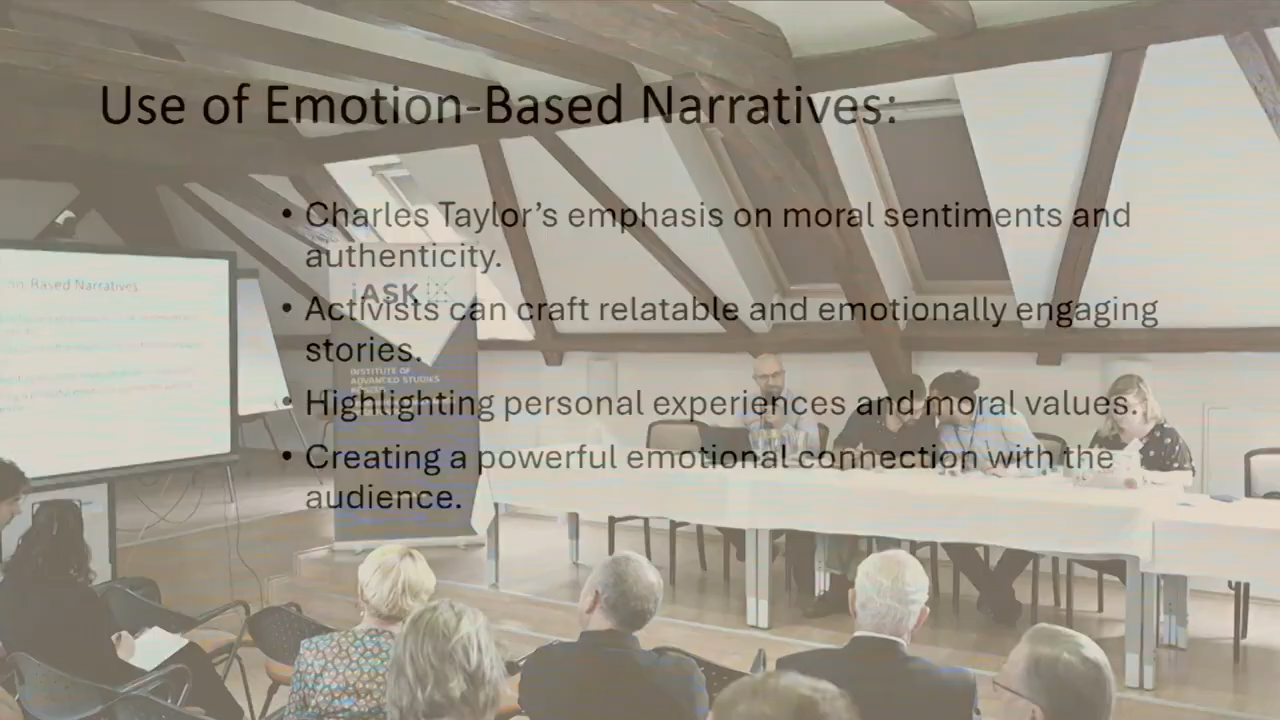 Use of Emotion-Based Narratives:
• Charles Taylor’s emphasis on moral sentiments and
authenticity.
• Activists can craft relatable and emotionally engaging
stories.
• Highlighting personal experiences and moral values.
• Creating a powerful emotional connection with the
audience.
Based Narratives
iASK
INSTITUTE OF
ADVANCED STUDIES